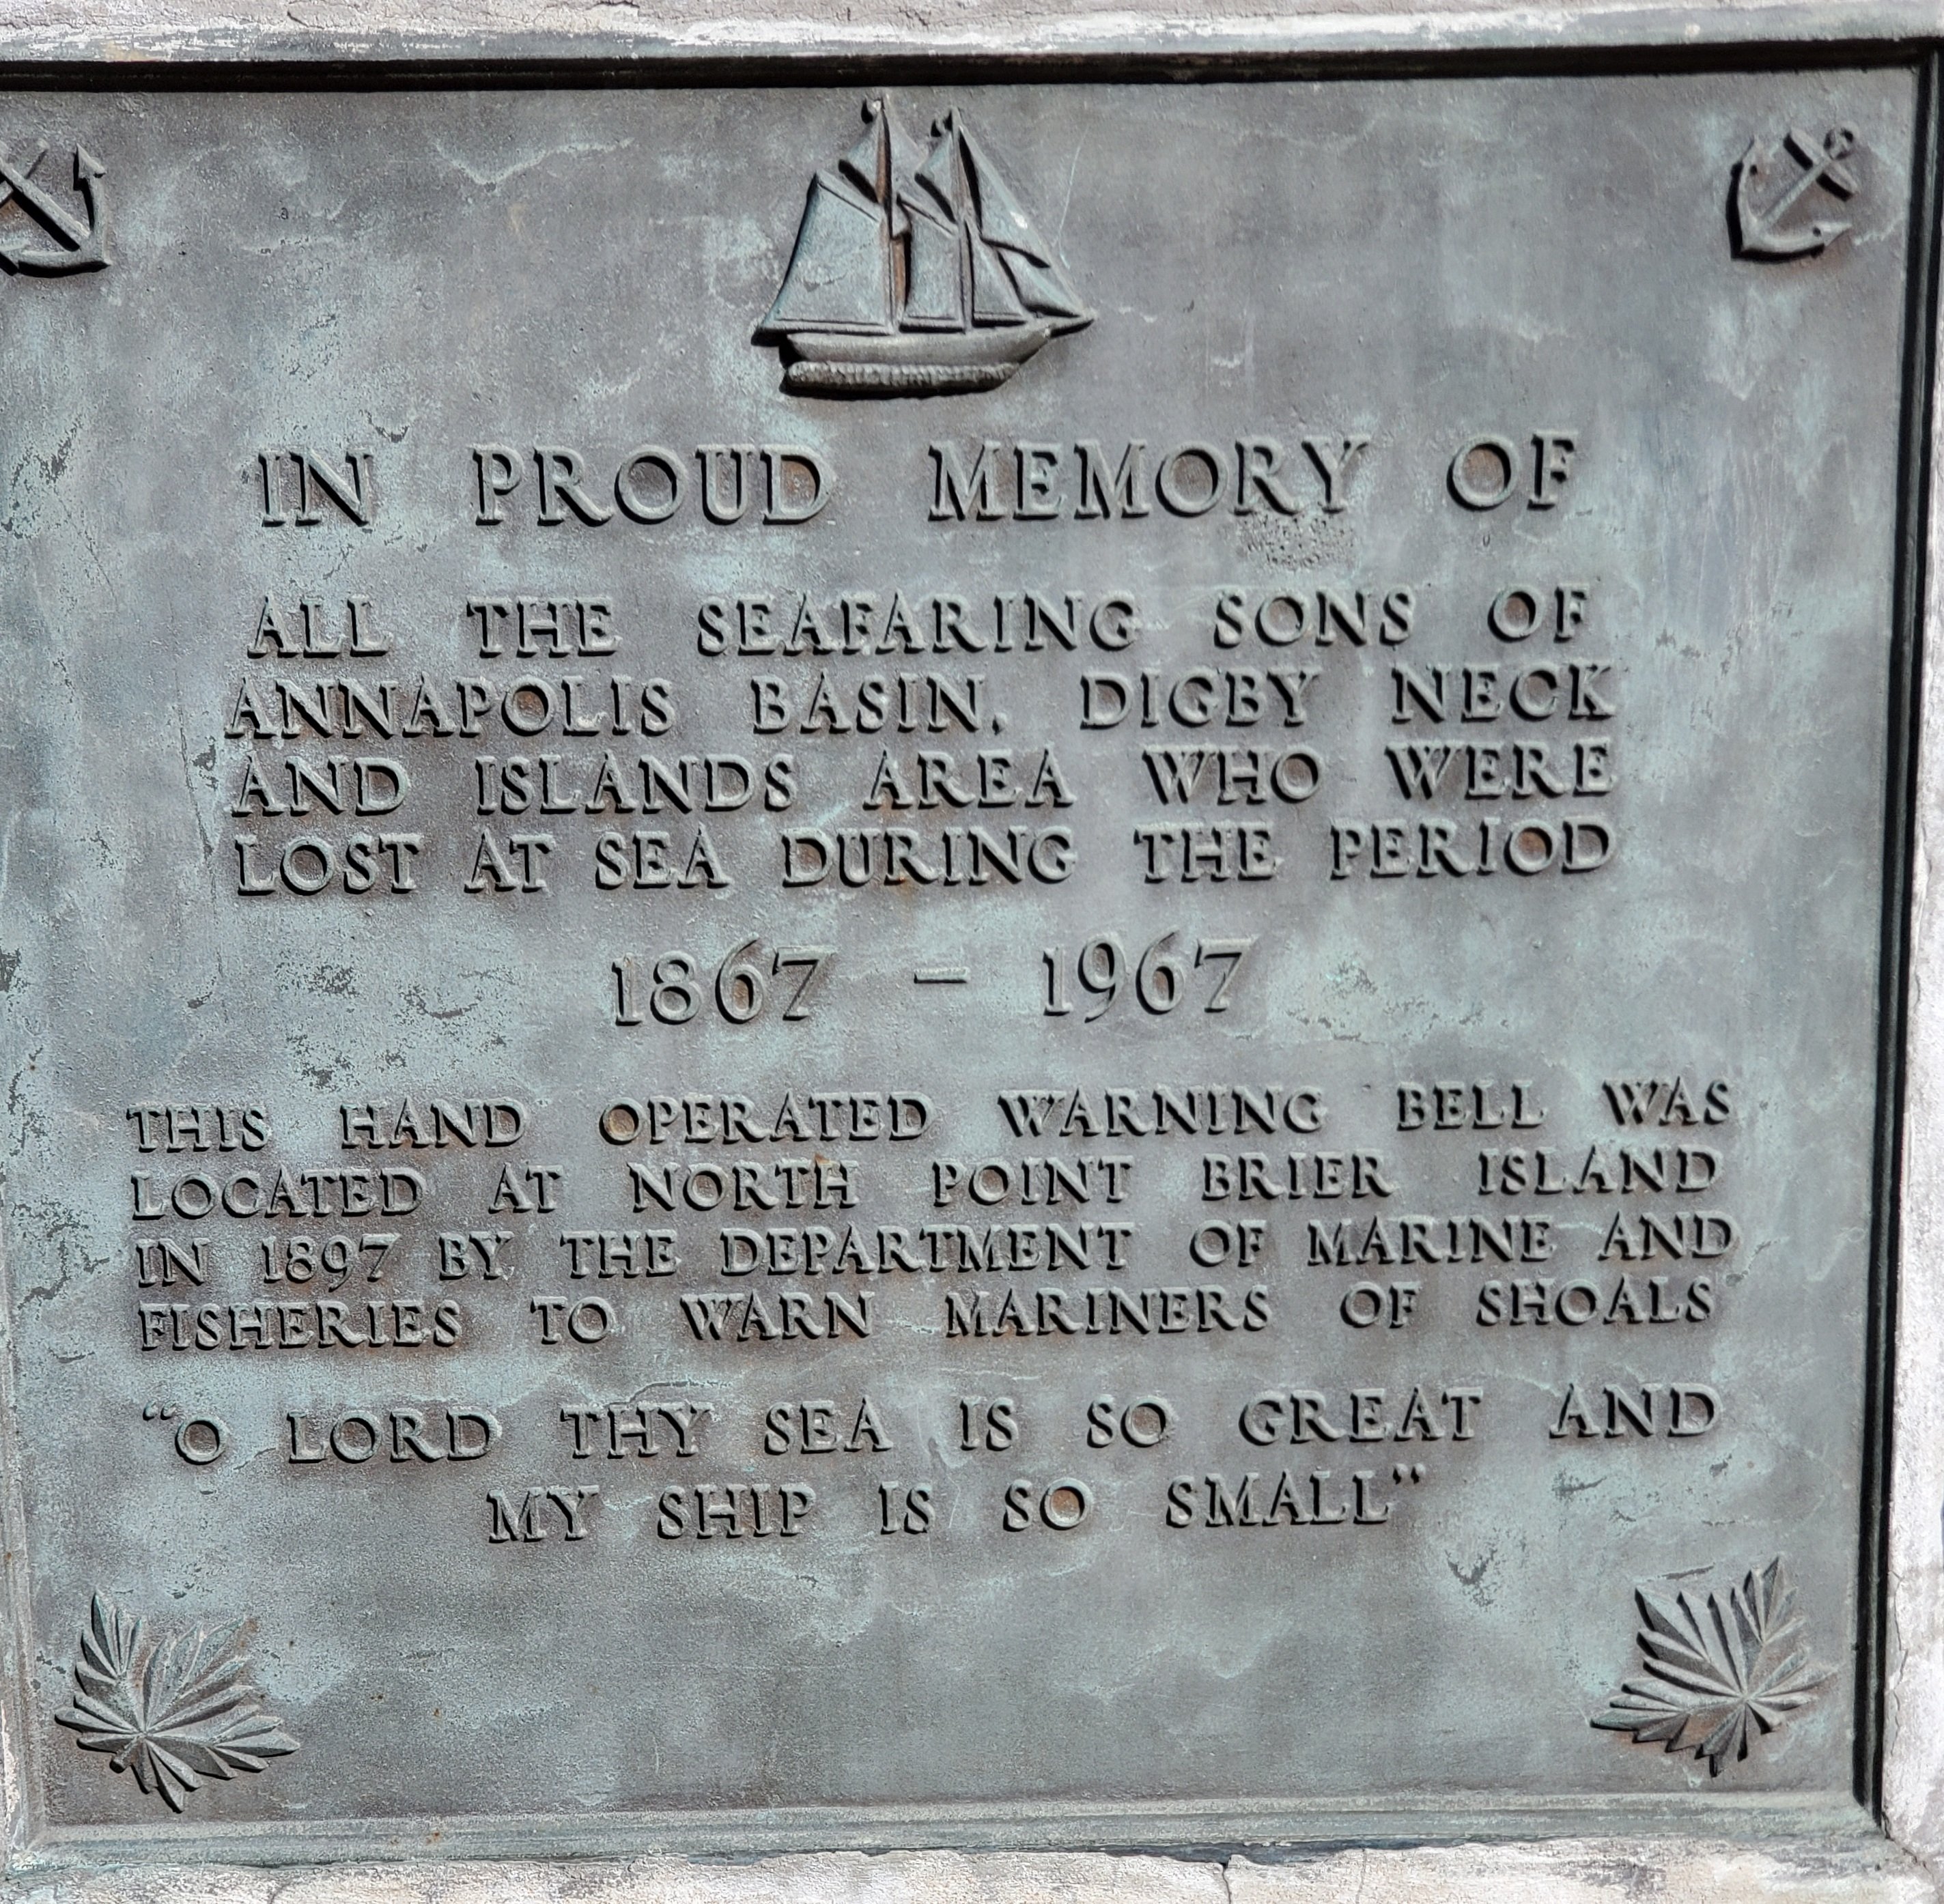 IN PROUD MEMORY OF
ALL THE SEAFARING SONS OF
ANNAPOLIS BASIN, DIGBY NECK
AND ISLANDS AREA WHO WERE
LOST AT SEA DURING THE PERIOD
1867 – 1967
THIS HAND OPERATED WARNING BELL WAS
LOCATED AT NORTH POINT BRIER ISLAND
IN 1897 BY THE DEPARTMENT OF MARINE AND
FISHERIES TO WARN MARINERS OF SHOALS
“O LORD THY SEA IS SO GREAT AND
MY SHIP IS SO SMALL”